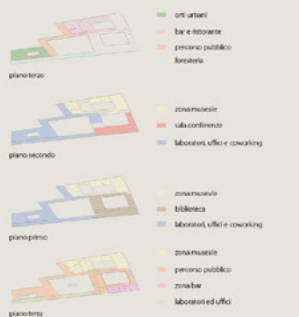 orti urbani
bar e ristorante
percorso pubblico
foresteria
piano terzo
zona museale
sala conferenze
laboratori, uffici e coworking
piano secondo
zona museale
biblioteca
laboratori, uffici e coworking
piano primo
zona museale
percorso pubblico
zona bar
laboratori ed uffici
piano terra